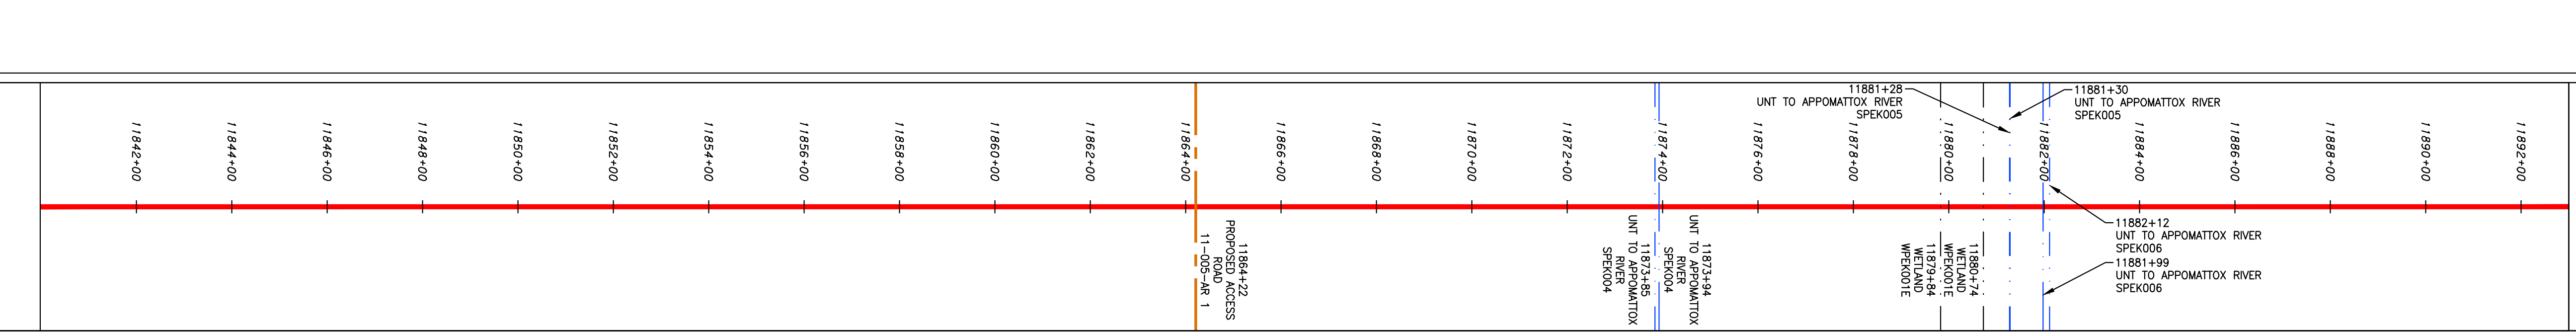 11842+00
11844+00
11846+00
11848+00
11850+00
11852+00
11854+00
11856+00
11858+00
11860+00
11862+00
11864+00
11866+00
11868+00
11870+00
11872+00
11874+00
11876+00
11878+00
11880+00
11882+00
11884+00
11886+00
11888+00
11890+00
11892+00
11881+28
UNT TO APPOMATTOX RIVER
SPEK005
11881+30
UNT TO APPOMATTOX RIVER
SPEK005
11864+22
PROPOSED ACCESS
ROAD
11-005-AR 1
11873+85
UNT TO APPOMATTOX
RIVER
SPEK004
11873+94
UNT TO APPOMATTOX
RIVER
SPEK004
11879+84
WETLAND
WPEK001E
11880+74
WETLAND
WPEK001E
11882+12
UNT TO APPOMATTOX RIVER
SPEK006
11881+99
UNT TO APPOMATTOX RIVER
SPEK006